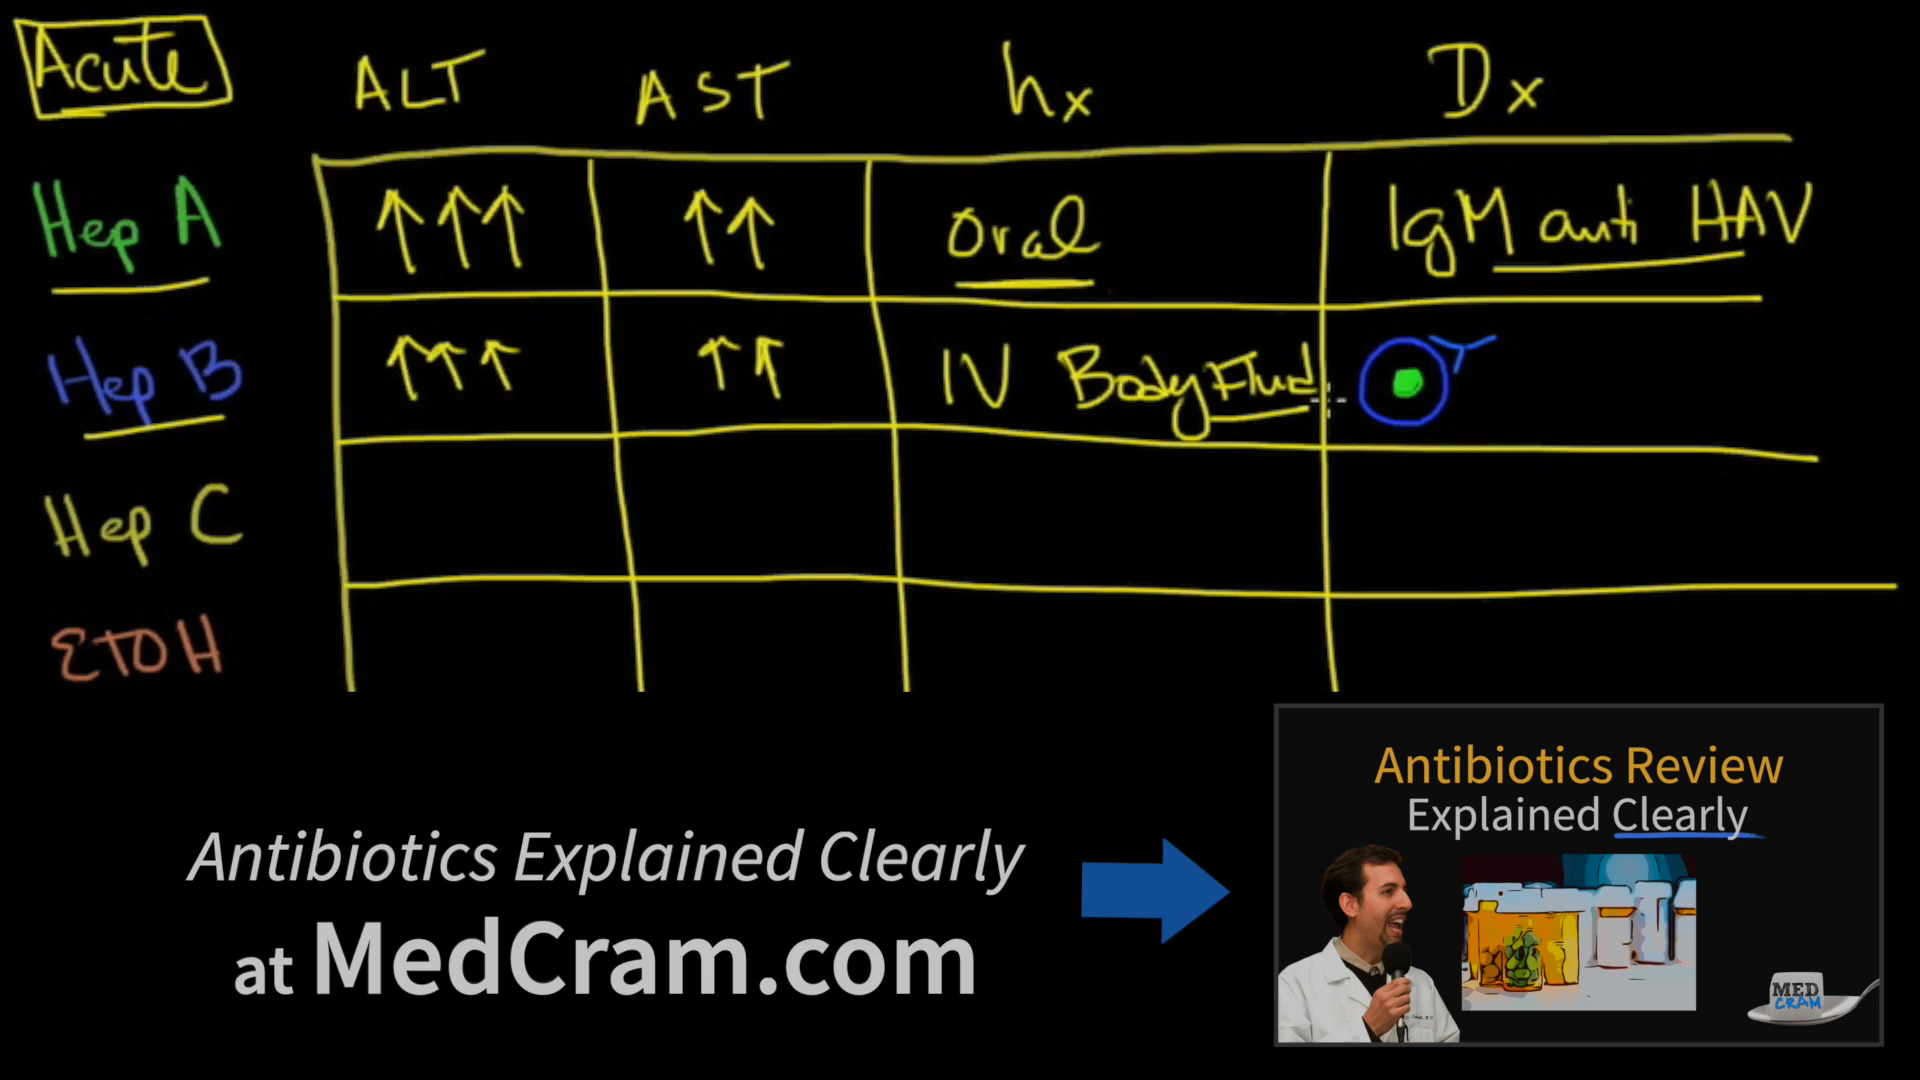 Acute ALT AST hx Dx
Hep A ↑↑↑ ↑↑ Oral IgM anti HAV
Hep B ↑↑↑ ↑↑ IV Body Fluid
Hep C
ETOH
Antibiotics Review
Explained Clearly
Antibiotics Explained Clearly
at MedCram.com
MED
CRAM